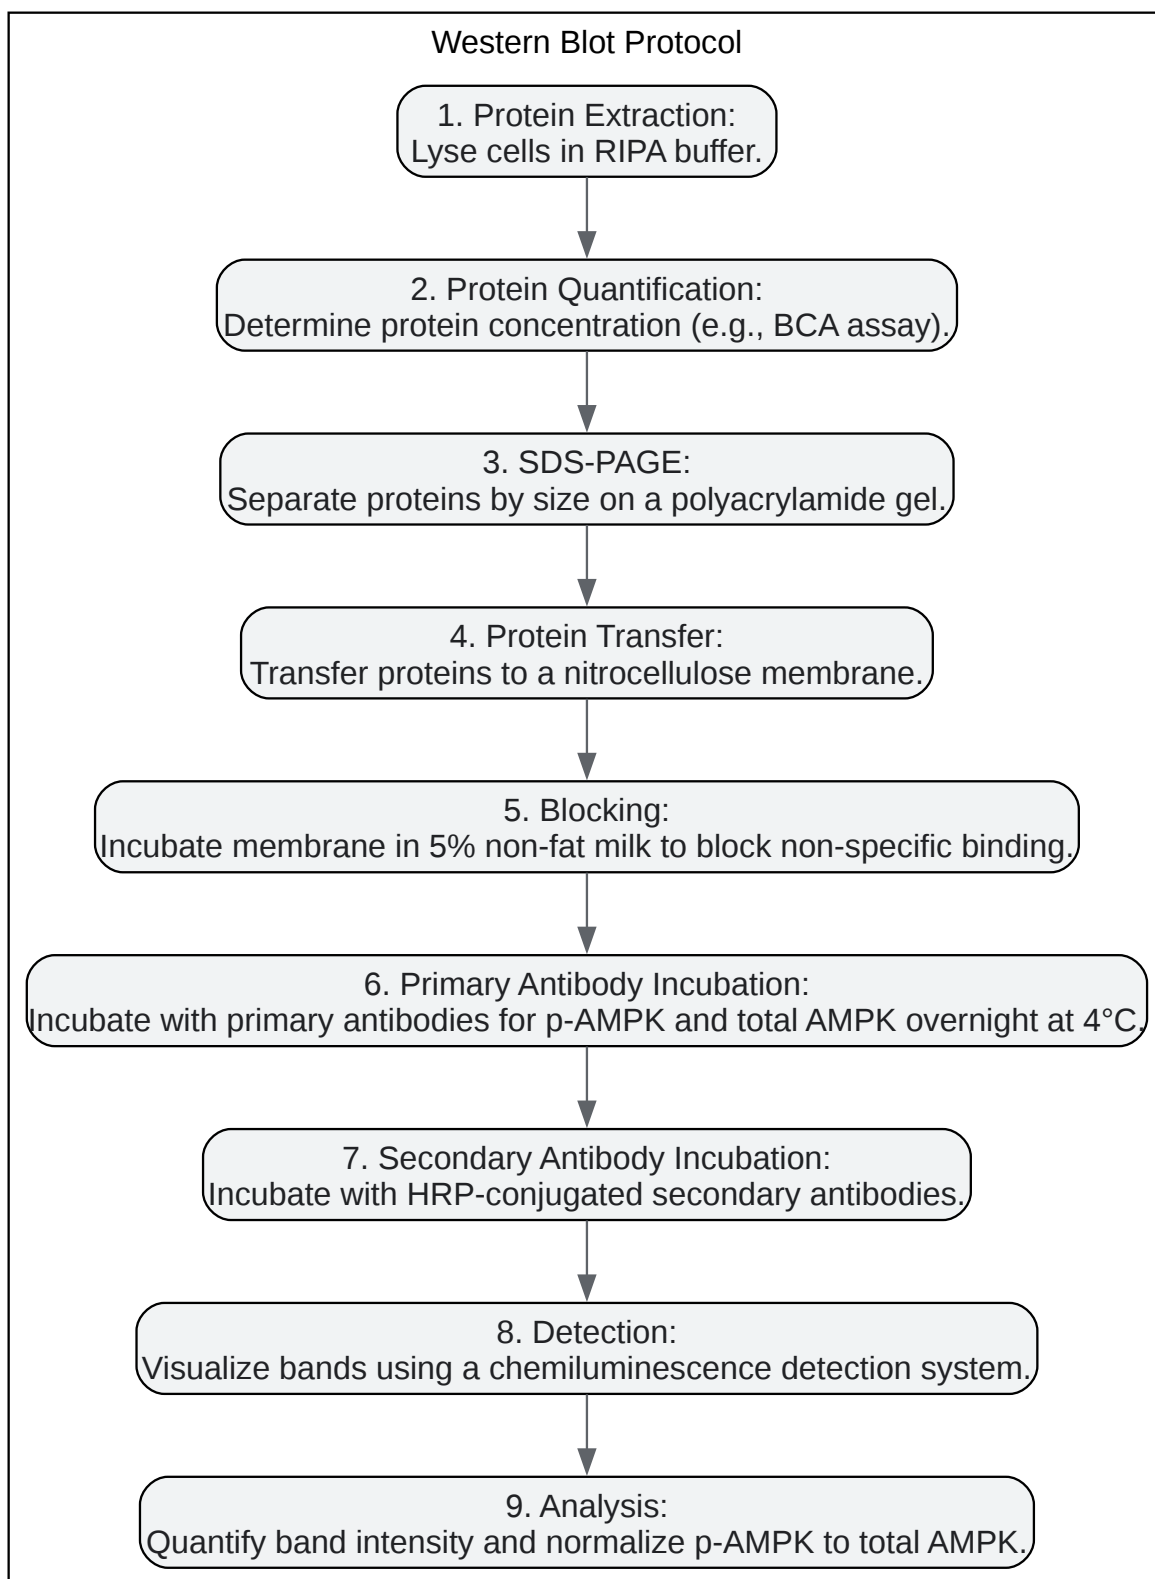 Western Blot Protocol
1. Protein Extraction:
Lyse cells in RIPA buffer.
2. Protein Quantification:
Determine protein concentration (e.g., BCA assay).
3. SDS-PAGE:
Separate proteins by size on a polyacrylamide gel.
4. Protein Transfer:
Transfer proteins to a nitrocellulose membrane.
5. Blocking:
Incubate membrane in 5% non-fat milk to block non-specific binding.
6. Primary Antibody Incubation:
Incubate with primary antibodies for p-AMPK and total AMPK overnight at 4°C.
7. Secondary Antibody Incubation:
Incubate with HRP-conjugated secondary antibodies.
8. Detection:
Visualize bands using a chemiluminescence detection system.
9. Analysis:
Quantify band intensity and normalize p-AMPK to total AMPK.